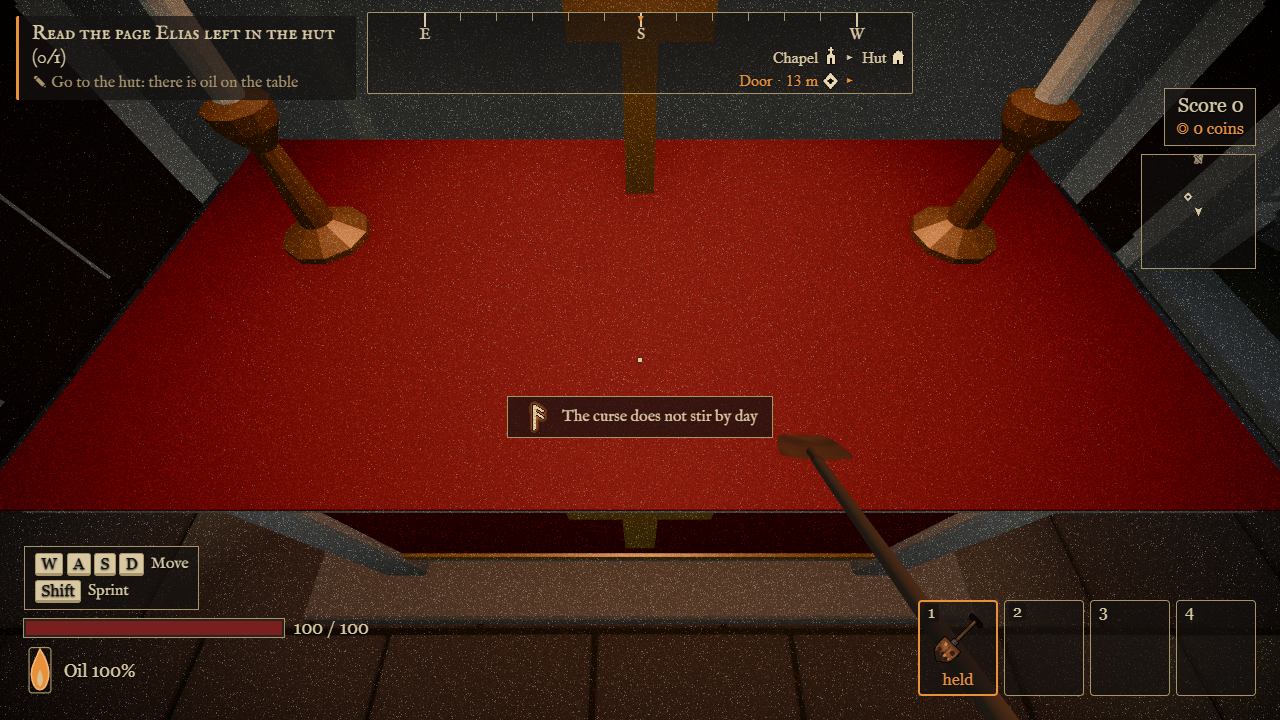 Read the page Elias left in the hut
(0/1)
Go to the hut: there is oil on the table
E
S
W
Chapel
Hut
Door · 13 m
Score 0
0 coins
N
The curse does not stir by day
W A S D Move
Shift Sprint
100 / 100
Oil 100%
1
held
2
3
4